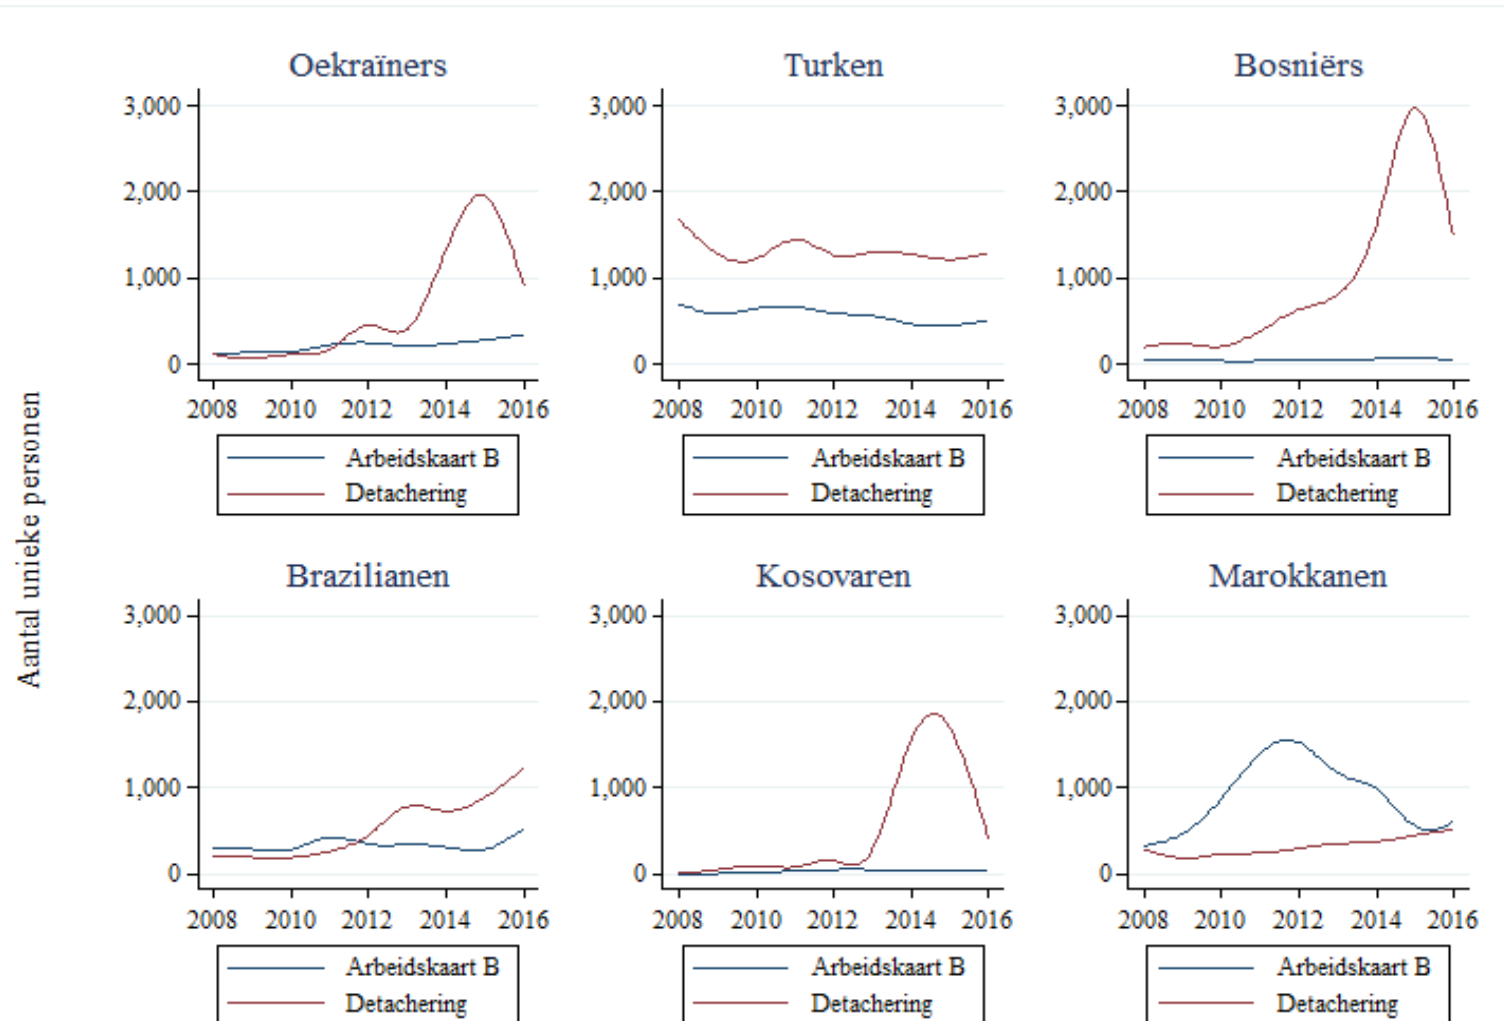 Aantal unieke personen
Oekraïners
3,000
2,000
1,000
0
2008 2010 2012 2014 2016
Arbeidskaart B
Detachering
Turken
3,000
2,000
1,000
0
2008 2010 2012 2014 2016
Arbeidskaart B
Detachering
Bosniërs
3,000
2,000
1,000
0
2008 2010 2012 2014 2016
Arbeidskaart B
Detachering
Brazilianen
3,000
2,000
1,000
0
2008 2010 2012 2014 2016
Arbeidskaart B
Detachering
Kosovaren
3,000
2,000
1,000
0
2008 2010 2012 2014 2016
Arbeidskaart B
Detachering
Marokkanen
3,000
2,000
1,000
0
2008 2010 2012 2014 2016
Arbeidskaart B
Detachering